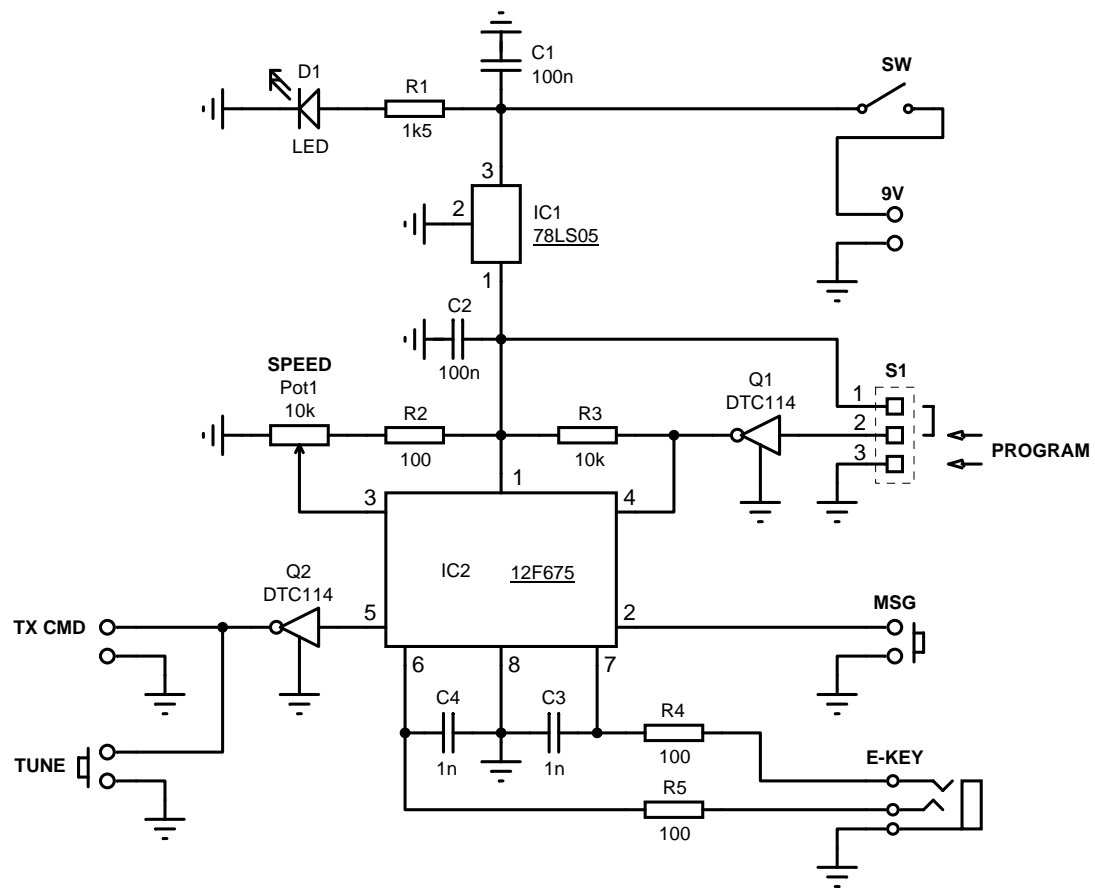 C1
100n
SW
D1
R1
1k5
LED
3
2
IC1
78LS05
9V
1
C2
100n
SPEED
Pot1
10k
R2
100
R3
10k
Q1
DTC114
S1
1
2
3
PROGRAM
1
3
4
IC2
12F675
Q2
DTC114
5
2
MSG
TX CMD
6
8
7
C4
1n
C3
1n
R4
100
TUNE
E-KEY
R5
100